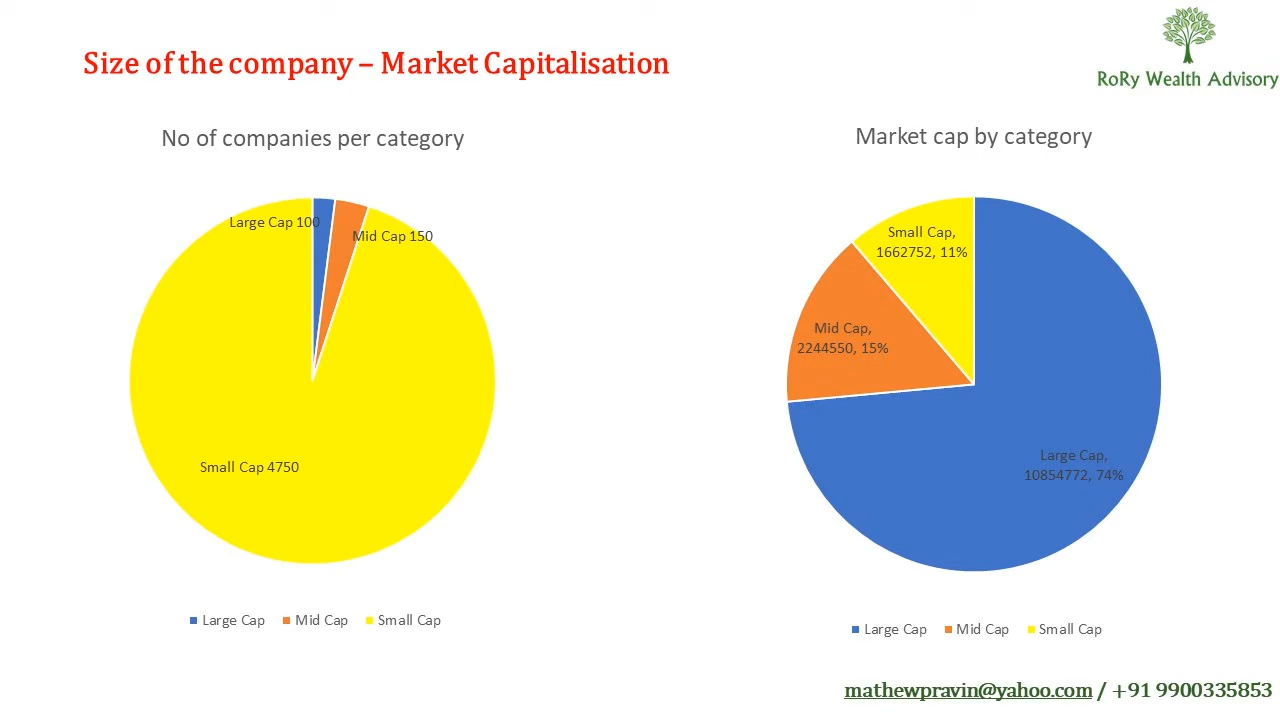 Size of the company – Market Capitalisation
RoRy Wealth Advisory
No of companies per category
Large Cap 100
Mid Cap 150
Small Cap 4750
Large Cap Mid Cap Small Cap
Market cap by category
Small Cap,
1662752, 11%
Mid Cap,
2244550, 15%
Large Cap,
10854772, 74%
Large Cap Mid Cap Small Cap
mathewpravin@yahoo.com / +91 9900335853